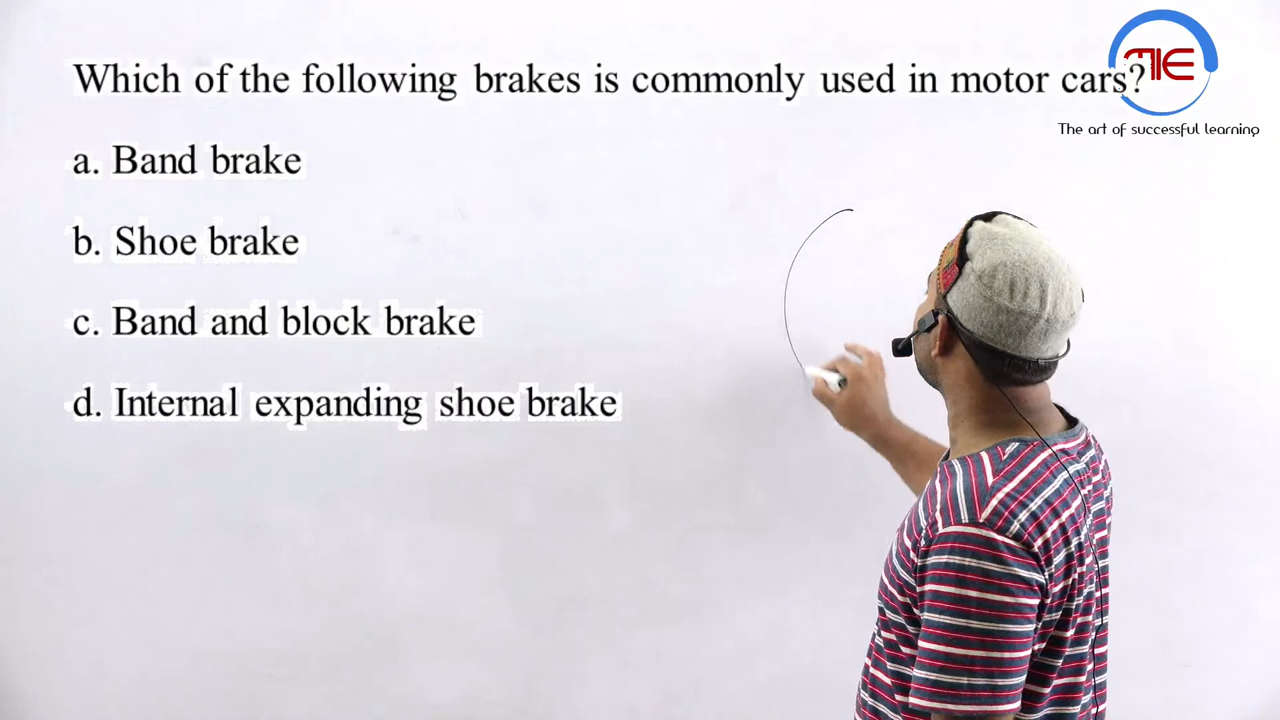 Which of the following brakes is commonly used in motor cars?
a. Band brake
b. Shoe brake
c. Band and block brake
d. Internal expanding shoe brake
MIE
The art of successful learning